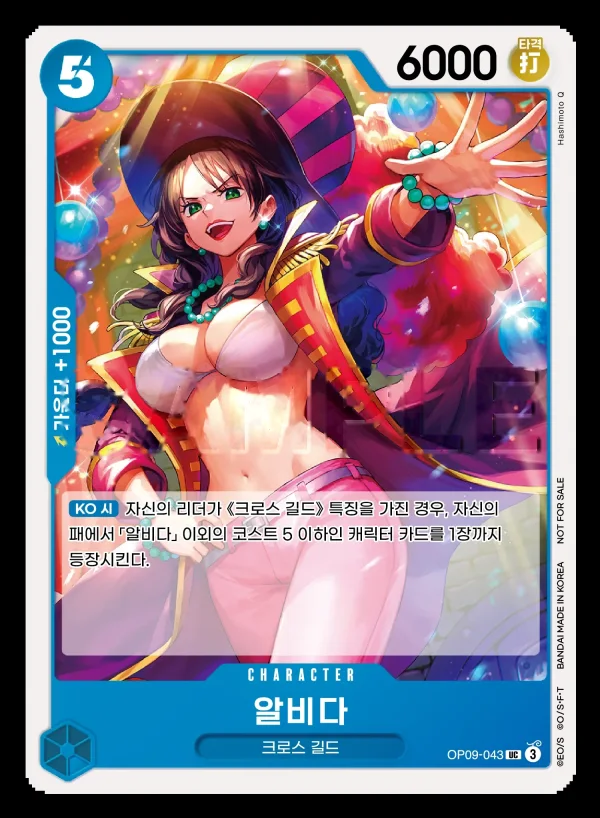 5
6000
타격
打
Hashimoto Q
카운터 +1000
SAMPLE
KO 시 자신의 리더가 《크로스 길드》 특징을 가진 경우, 자신의
패에서 「알비다」 이외의 코스트 5 이하인 캐릭터 카드를 1장까지
등장시킨다.
CHARACTER
알비다
크로스 길드
OP09-043 UC 3
©EO/S ©O/S·F·T BANDAI MADE IN KOREA NOT FOR SALE